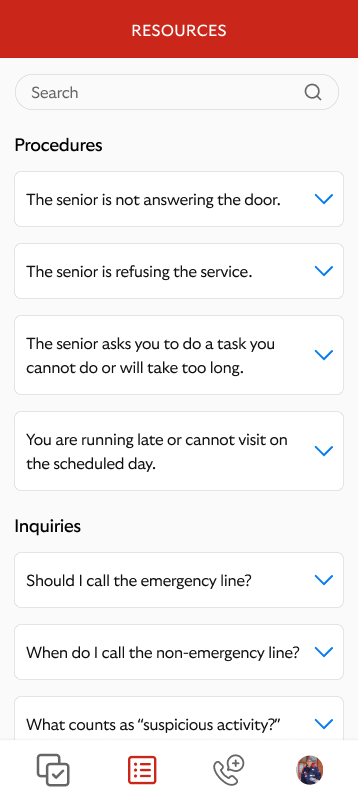 RESOURCES
Search
Procedures
The senior is not answering the door.
The senior is refusing the service.
The senior asks you to do a task you
cannot do or will take too long.
You are running late or cannot visit on
the scheduled day.
Inquiries
Should I call the emergency line?
When do I call the non-emergency line?
What counts as “suspicious activity?”